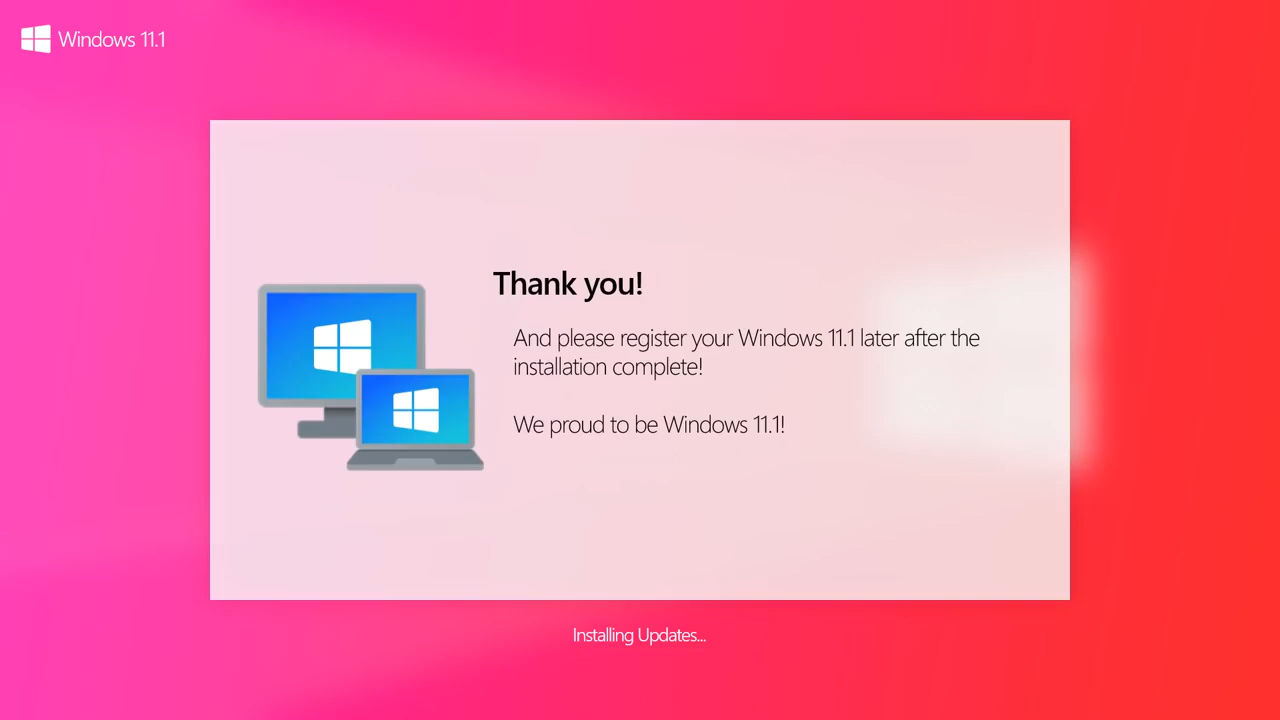 Windows 11.1
Thank you!
And please register your Windows 11.1 later after the
installation complete!
We proud to be Windows 11.1!
Installing Updates...